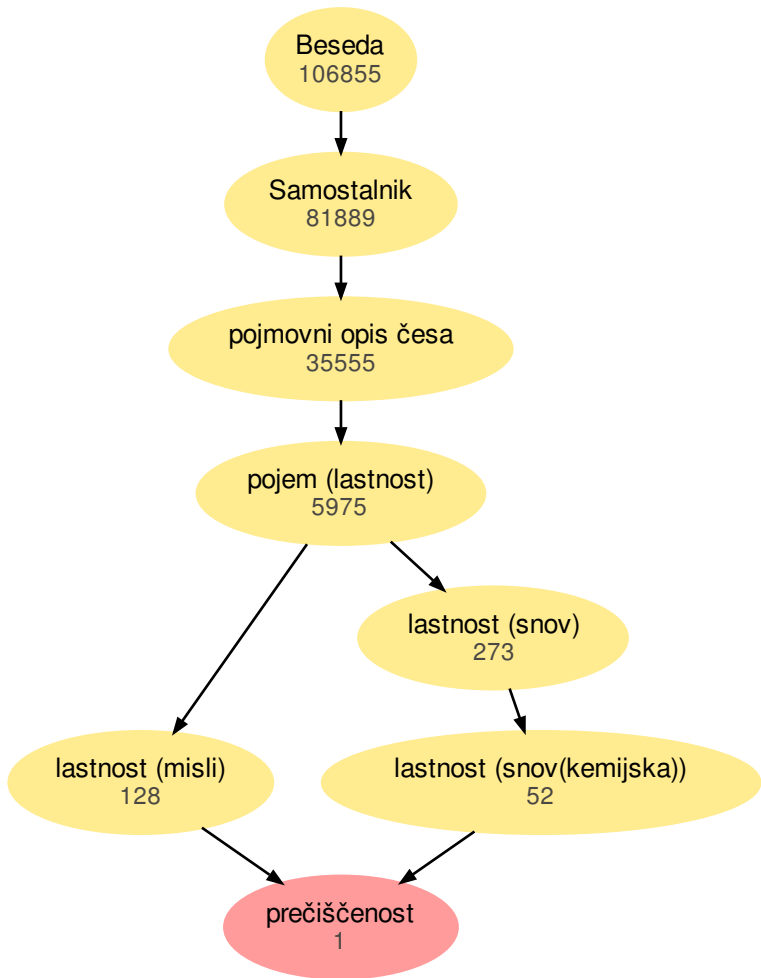 Beseda
106855
Samostalnik
81889
pojmovni opis česa
35555
pojem (lastnost)
5975
lastnost (snov)
273
lastnost (misli)
128
lastnost (snov(kemijska))
52
prečiščenost
1